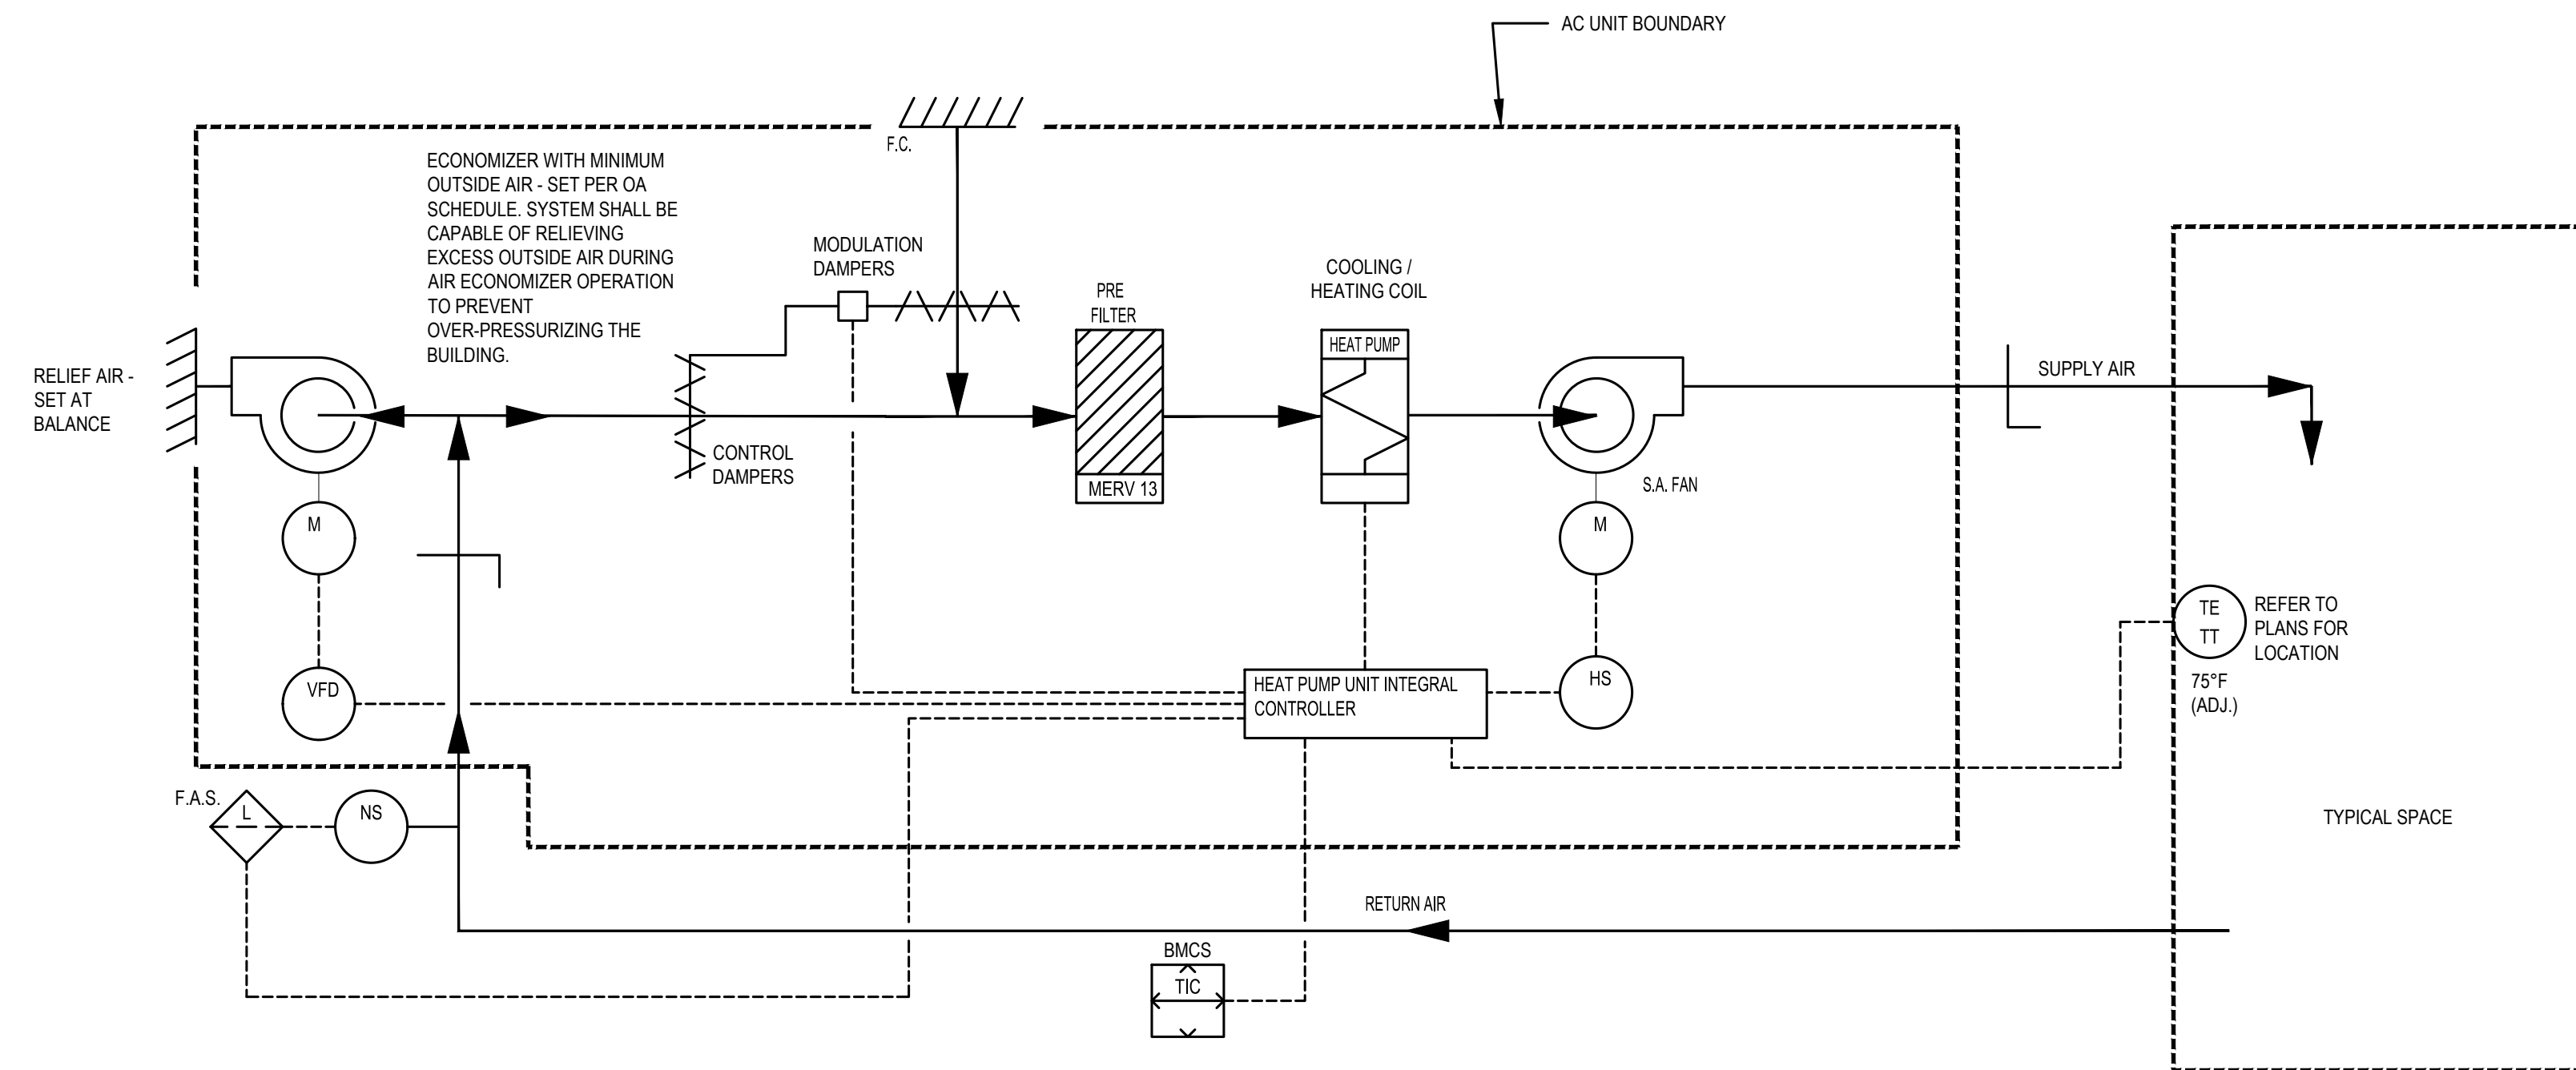 AC UNIT BOUNDARY
F.C.
ECONOMIZER WITH MINIMUM
OUTSIDE AIR - SET PER OA
SCHEDULE. SYSTEM SHALL BE
CAPABLE OF RELIEVING
EXCESS OUTSIDE AIR DURING
AIR ECONOMIZER OPERATION
TO PREVENT
OVER-PRESSURIZING THE
BUILDING.
MODULATION
DAMPERS
PRE
FILTER
COOLING /
HEATING COIL
HEAT PUMP
RELIEF AIR -
SET AT
BALANCE
SUPPLY AIR
CONTROL
DAMPERS
MERV 13
S.A. FAN
M
M
TE
TT
REFER TO
PLANS FOR
LOCATION
75°F
(ADJ.)
VFD
HEAT PUMP UNIT INTEGRAL
CONTROLLER
HS
F.A.S.
L
NS
TYPICAL SPACE
RETURN AIR
BMCS
TIC